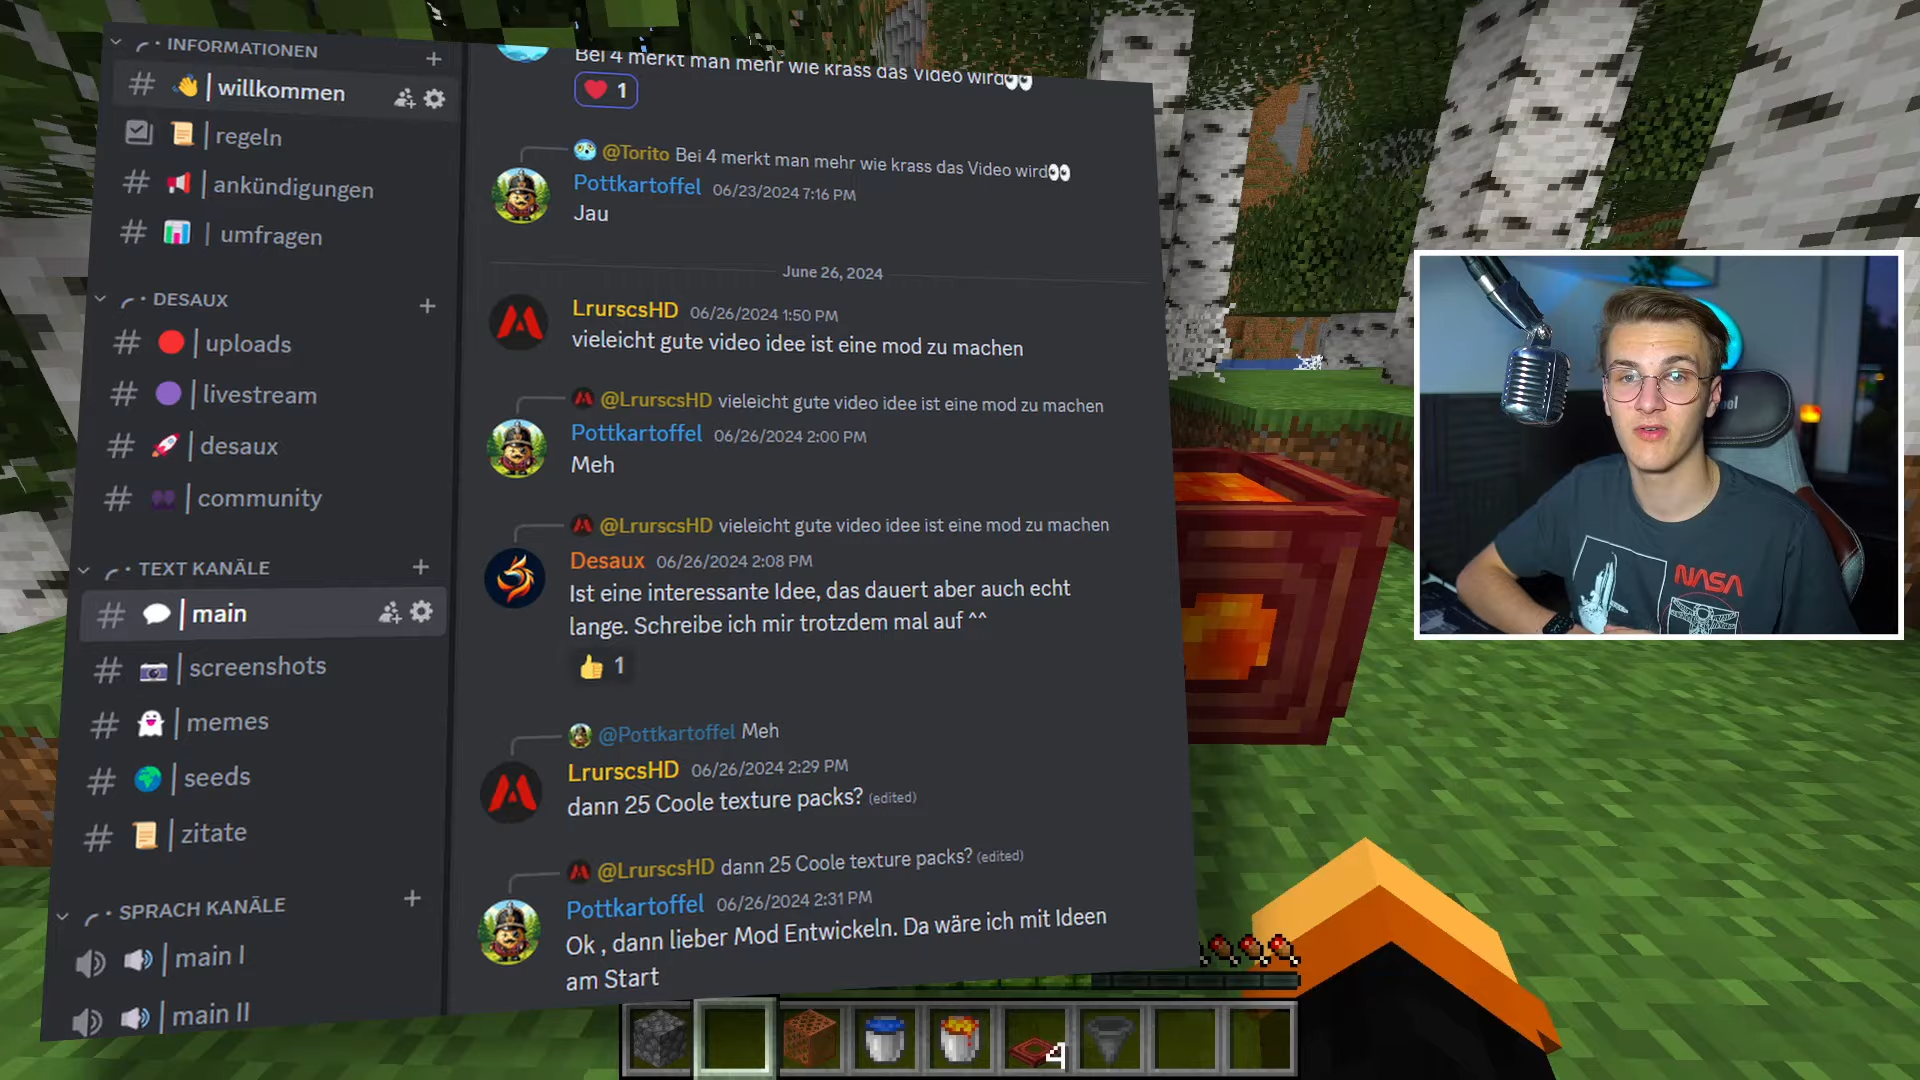 INFORMATIONEN
willkommen
regeln
ankündigungen
umfragen
DESAUX
uploads
livestream
desaux
community
TEXT KANÄLE
main
screenshots
memes
seeds
zitate
SPRACH KANÄLE
main I
main II
Bei 4 merkt man mehr wie krass das Video wird👀
❤️ 1
@Torito Bei 4 merkt man mehr wie krass das Video wird👀
Pottkartoffel 06/23/2024 7:16 PM
Jau
June 26, 2024
LrurscsHD 06/26/2024 1:50 PM
vieleicht gute video idee ist eine mod zu machen
@LrurscsHD vieleicht gute video idee ist eine mod zu machen
Pottkartoffel 06/26/2024 2:00 PM
Meh
@LrurscsHD vieleicht gute video idee ist eine mod zu machen
Desaux 06/26/2024 2:08 PM
Ist eine interessante Idee, das dauert aber auch echt
lange. Schreibe ich mir trotzdem mal auf ^^
👍 1
@Pottkartoffel Meh
LrurscsHD 06/26/2024 2:29 PM
dann 25 Coole texture packs? (edited)
@LrurscsHD dann 25 Coole texture packs? (edited)
Pottkartoffel 06/26/2024 2:31 PM
Ok , dann lieber Mod Entwickeln. Da wäre ich mit Ideen
am Start
4
NASA